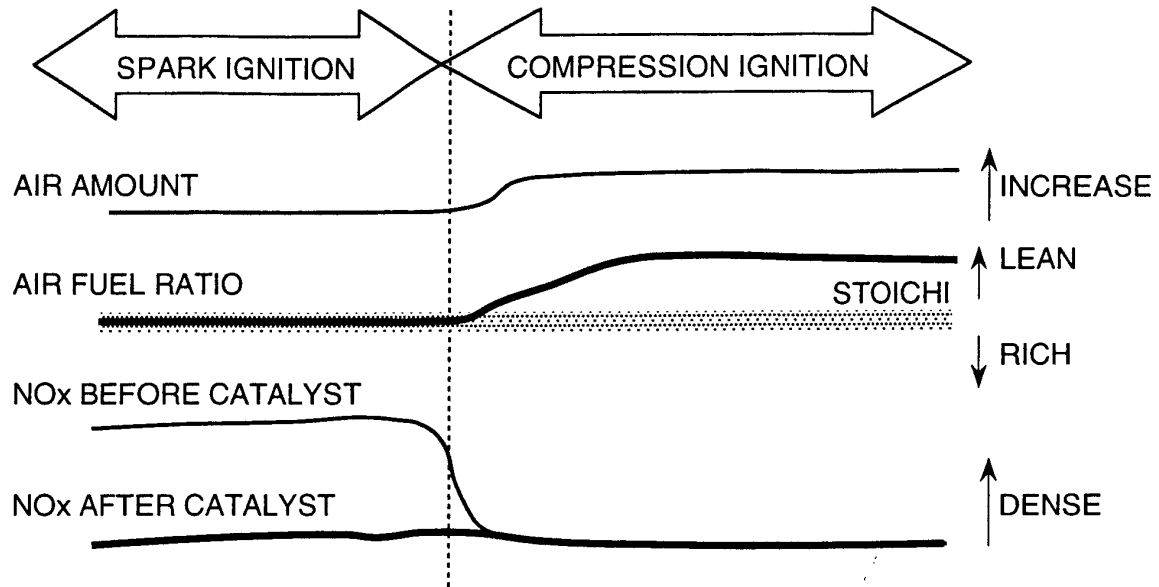 SPARK IGNITION
COMPRESSION IGNITION
AIR AMOUNT
INCREASE
AIR FUEL RATIO
LEAN
STOICHI
RICH
NOx BEFORE CATALYST
NOx AFTER CATALYST
DENSE